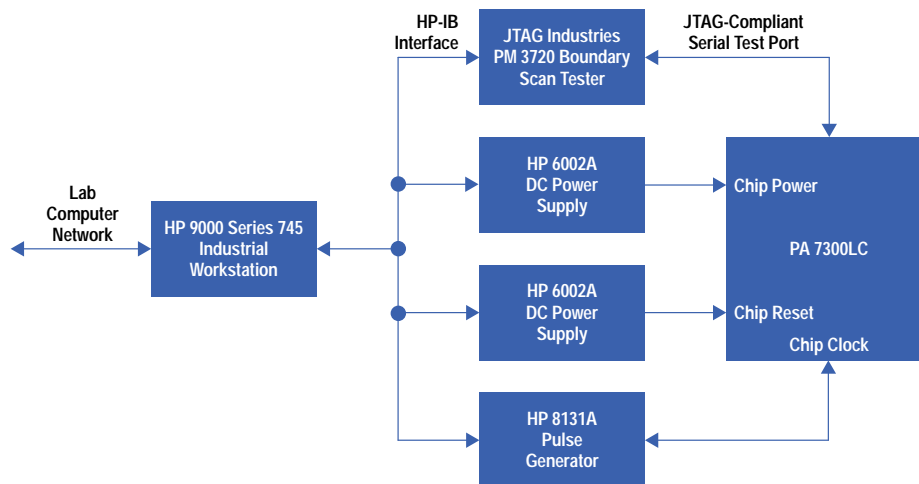 HP-IB
Interface
JTAG Industries
PM 3720 Boundary
Scan Tester
JTAG-Compliant
Serial Test Port
Lab
Computer
Network
HP 9000 Series 745
Industrial
Workstation
HP 6002A
DC Power
Supply
Chip Power
PA 7300LC
HP 6002A
DC Power
Supply
Chip Reset
Chip Clock
HP 8131A
Pulse
Generator